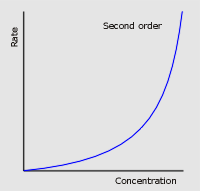 Second order
Rate
Concentration